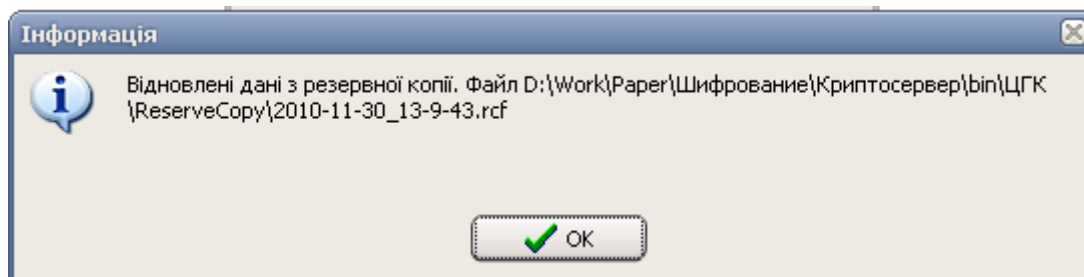 Інформація
Відновлені дані з резервної копії. Файл D:\Work\Paper\Шифрование\Криптосервер\bin\ЦГК
\ReserveCopy\2010-11-30_13-9-43.rcf
OK